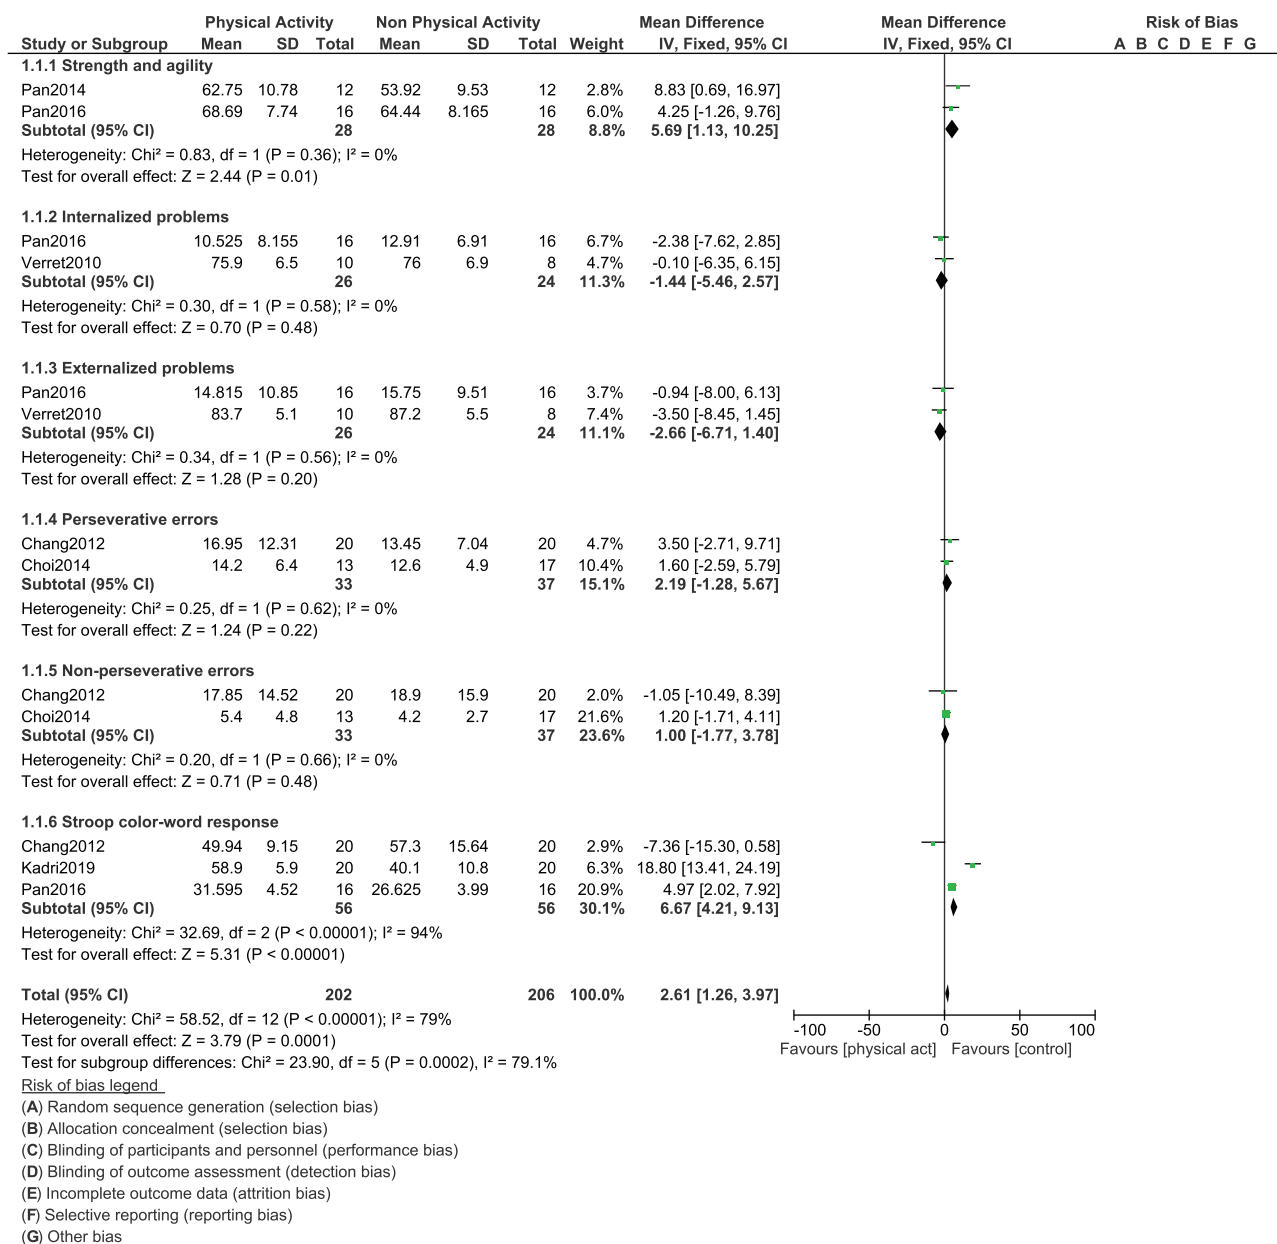 Physical Activity Non Physical Activity Mean Difference Mean Difference Risk of Bias
Study or Subgroup Mean SD Total Mean SD Total Weight IV, Fixed, 95% CI IV, Fixed, 95% CI A B C D E F G
1.1.1 Strength and agility
Pan2014 62.75 10.78 12 53.92 9.53 12 2.8% 8.83 [0.69, 16.97]
Pan2016 68.69 7.74 16 64.44 8.165 16 6.0% 4.25 [-1.26, 9.76]
Subtotal (95% CI) 28 28 8.8% 5.69 [1.13, 10.25]
Heterogeneity: Chi² = 0.83, df = 1 (P = 0.36); I² = 0%
Test for overall effect: Z = 2.44 (P = 0.01)
1.1.2 Internalized problems
Pan2016 10.525 8.155 16 12.91 6.91 16 6.7% -2.38 [-7.62, 2.85]
Verret2010 75.9 6.5 10 76 6.9 8 4.7% -0.10 [-6.35, 6.15]
Subtotal (95% CI) 26 24 11.3% -1.44 [-5.46, 2.57]
Heterogeneity: Chi² = 0.30, df = 1 (P = 0.58); I² = 0%
Test for overall effect: Z = 0.70 (P = 0.48)
1.1.3 Externalized problems
Pan2016 14.815 10.85 16 15.75 9.51 16 3.7% -0.94 [-8.00, 6.13]
Verret2010 83.7 5.1 10 87.2 5.5 8 7.4% -3.50 [-8.45, 1.45]
Subtotal (95% CI) 26 24 11.1% -2.66 [-6.71, 1.40]
Heterogeneity: Chi² = 0.34, df = 1 (P = 0.56); I² = 0%
Test for overall effect: Z = 1.28 (P = 0.20)
1.1.4 Perseverative errors
Chang2012 16.95 12.31 20 13.45 7.04 20 4.7% 3.50 [-2.71, 9.71]
Choi2014 14.2 6.4 13 12.6 4.9 17 10.4% 1.60 [-2.59, 5.79]
Subtotal (95% CI) 33 37 15.1% 2.19 [-1.28, 5.67]
Heterogeneity: Chi² = 0.25, df = 1 (P = 0.62); I² = 0%
Test for overall effect: Z = 1.24 (P = 0.22)
1.1.5 Non-perseverative errors
Chang2012 17.85 14.52 20 18.9 15.9 20 2.0% -1.05 [-10.49, 8.39]
Choi2014 5.4 4.8 13 4.2 2.7 17 21.6% 1.20 [-1.71, 4.11]
Subtotal (95% CI) 33 37 23.6% 1.00 [-1.77, 3.78]
Heterogeneity: Chi² = 0.20, df = 1 (P = 0.66); I² = 0%
Test for overall effect: Z = 0.71 (P = 0.48)
1.1.6 Stroop color-word response
Chang2012 49.94 9.15 20 57.3 15.64 20 2.9% -7.36 [-15.30, 0.58]
Kadri2019 58.9 5.9 20 40.1 10.8 20 6.3% 18.80 [13.41, 24.19]
Pan2016 31.595 4.52 16 26.625 3.99 16 20.9% 4.97 [2.02, 7.92]
Subtotal (95% CI) 56 56 30.1% 6.67 [4.21, 9.13]
Heterogeneity: Chi² = 32.69, df = 2 (P < 0.00001); I² = 94%
Test for overall effect: Z = 5.31 (P < 0.00001)
Total (95% CI) 202 206 100.0% 2.61 [1.26, 3.97]
Heterogeneity: Chi² = 58.52, df = 12 (P < 0.00001); I² = 79%
Test for overall effect: Z = 3.79 (P = 0.0001)
Test for subgroup differences: Chi² = 23.90, df = 5 (P = 0.0002), I² = 79.1%
-100 -50 0 50 100
Favours [physical act] Favours [control]
Risk of bias legend
(A) Random sequence generation (selection bias)
(B) Allocation concealment (selection bias)
(C) Blinding of participants and personnel (performance bias)
(D) Blinding of outcome assessment (detection bias)
(E) Incomplete outcome data (attrition bias)
(F) Selective reporting (reporting bias)
(G) Other bias